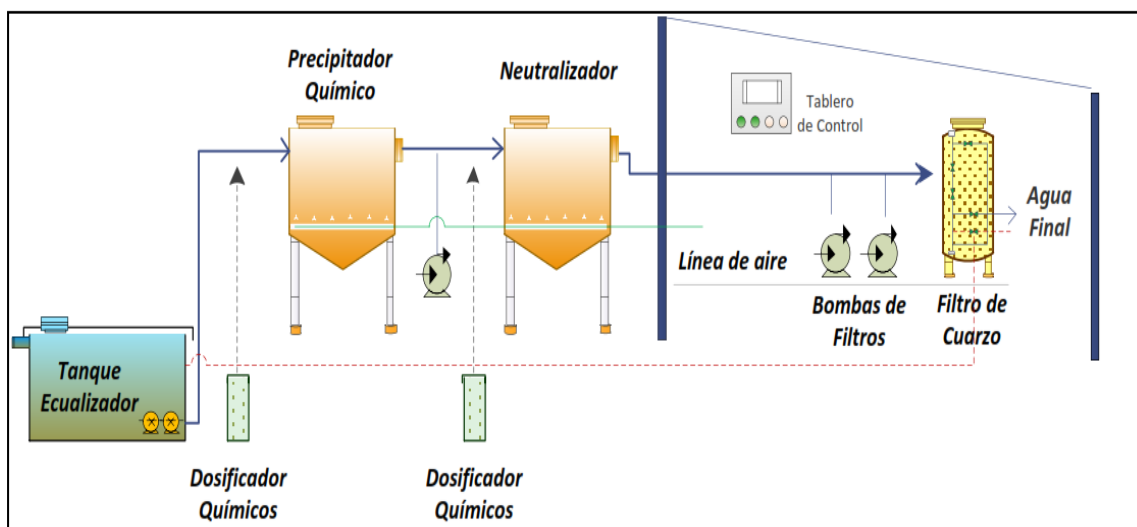 Precipitador
Químico
Neutralizador
Tablero
de Control
Agua
Final
Línea de aire
Bombas de
Filtros
Filtro de
Cuarzo
Tanque
Ecualizador
Dosificador
Químicos
Dosificador
Químicos